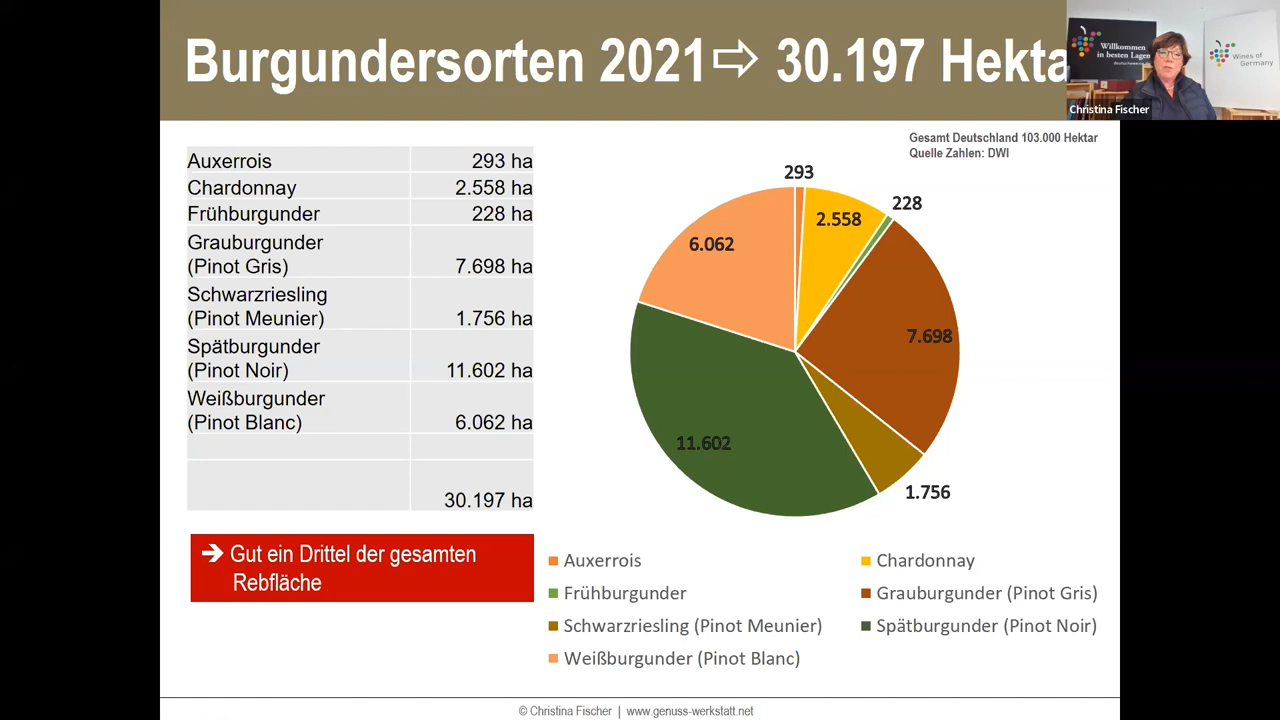 Burgundersorten 2021⇨ 30.197 Hekta
Willkommen
in besten Lagen
Wines of
Germany
Christina Fischer
Gesamt Deutschland 103.000 Hektar
Quelle Zahlen: DWI
Auxerrois 293 ha
Chardonnay 2.558 ha
Frühburgunder 228 ha
Grauburgunder
(Pinot Gris) 7.698 ha
Schwarzriesling
(Pinot Meunier) 1.756 ha
Spätburgunder
(Pinot Noir) 11.602 ha
Weißburgunder
(Pinot Blanc) 6.062 ha
30.197 ha
➔ Gut ein Drittel der gesamten
Rebfläche
293
2.558
228
6.062
7.698
11.602
1.756
Auxerrois
Chardonnay
Frühburgunder
Grauburgunder (Pinot Gris)
Schwarzriesling (Pinot Meunier)
Spätburgunder (Pinot Noir)
Weißburgunder (Pinot Blanc)
© Christina Fischer | www.genuss-werkstatt.net